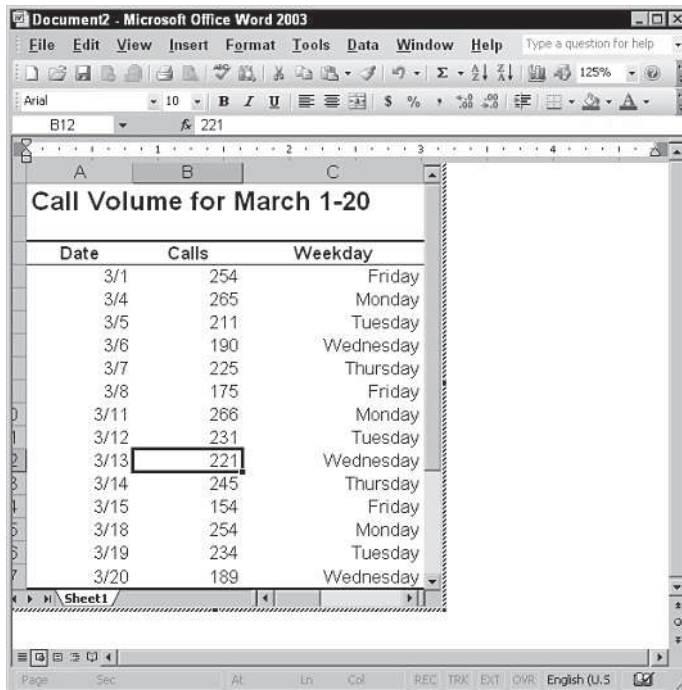 Document2 - Microsoft Office Word 2003
File Edit View Insert Format Tools Data Window Help Type a question for help
125%
Arial 10 B I U $ % ,
B12 fx 221
1 2 3 4
A B C
Call Volume for March 1-20
Date Calls Weekday
3/1 254 Friday
3/4 265 Monday
3/5 211 Tuesday
3/6 190 Wednesday
3/7 225 Thursday
3/8 175 Friday
3/11 266 Monday
3/12 231 Tuesday
3/13 221 Wednesday
3/14 245 Thursday
3/15 154 Friday
3/18 254 Monday
3/19 234 Tuesday
3/20 189 Wednesday
Sheet1
Page Sec At Ln Col REC TRK EXT OVR English (U.S